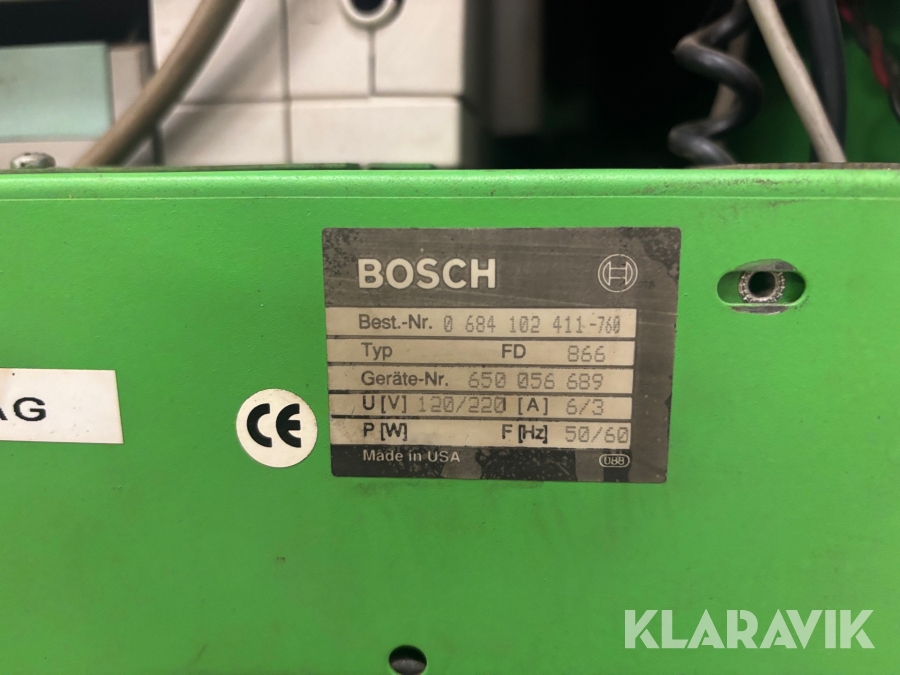 BOSCH
Best.-Nr. 0 684 102 411-760
Typ FD 866
Geräte-Nr. 650 056 689
U [V] 120/220 [A] 6/3
P [W] F [Hz] 50/60
Made in USA
088
CE
AG
KLARAVIK